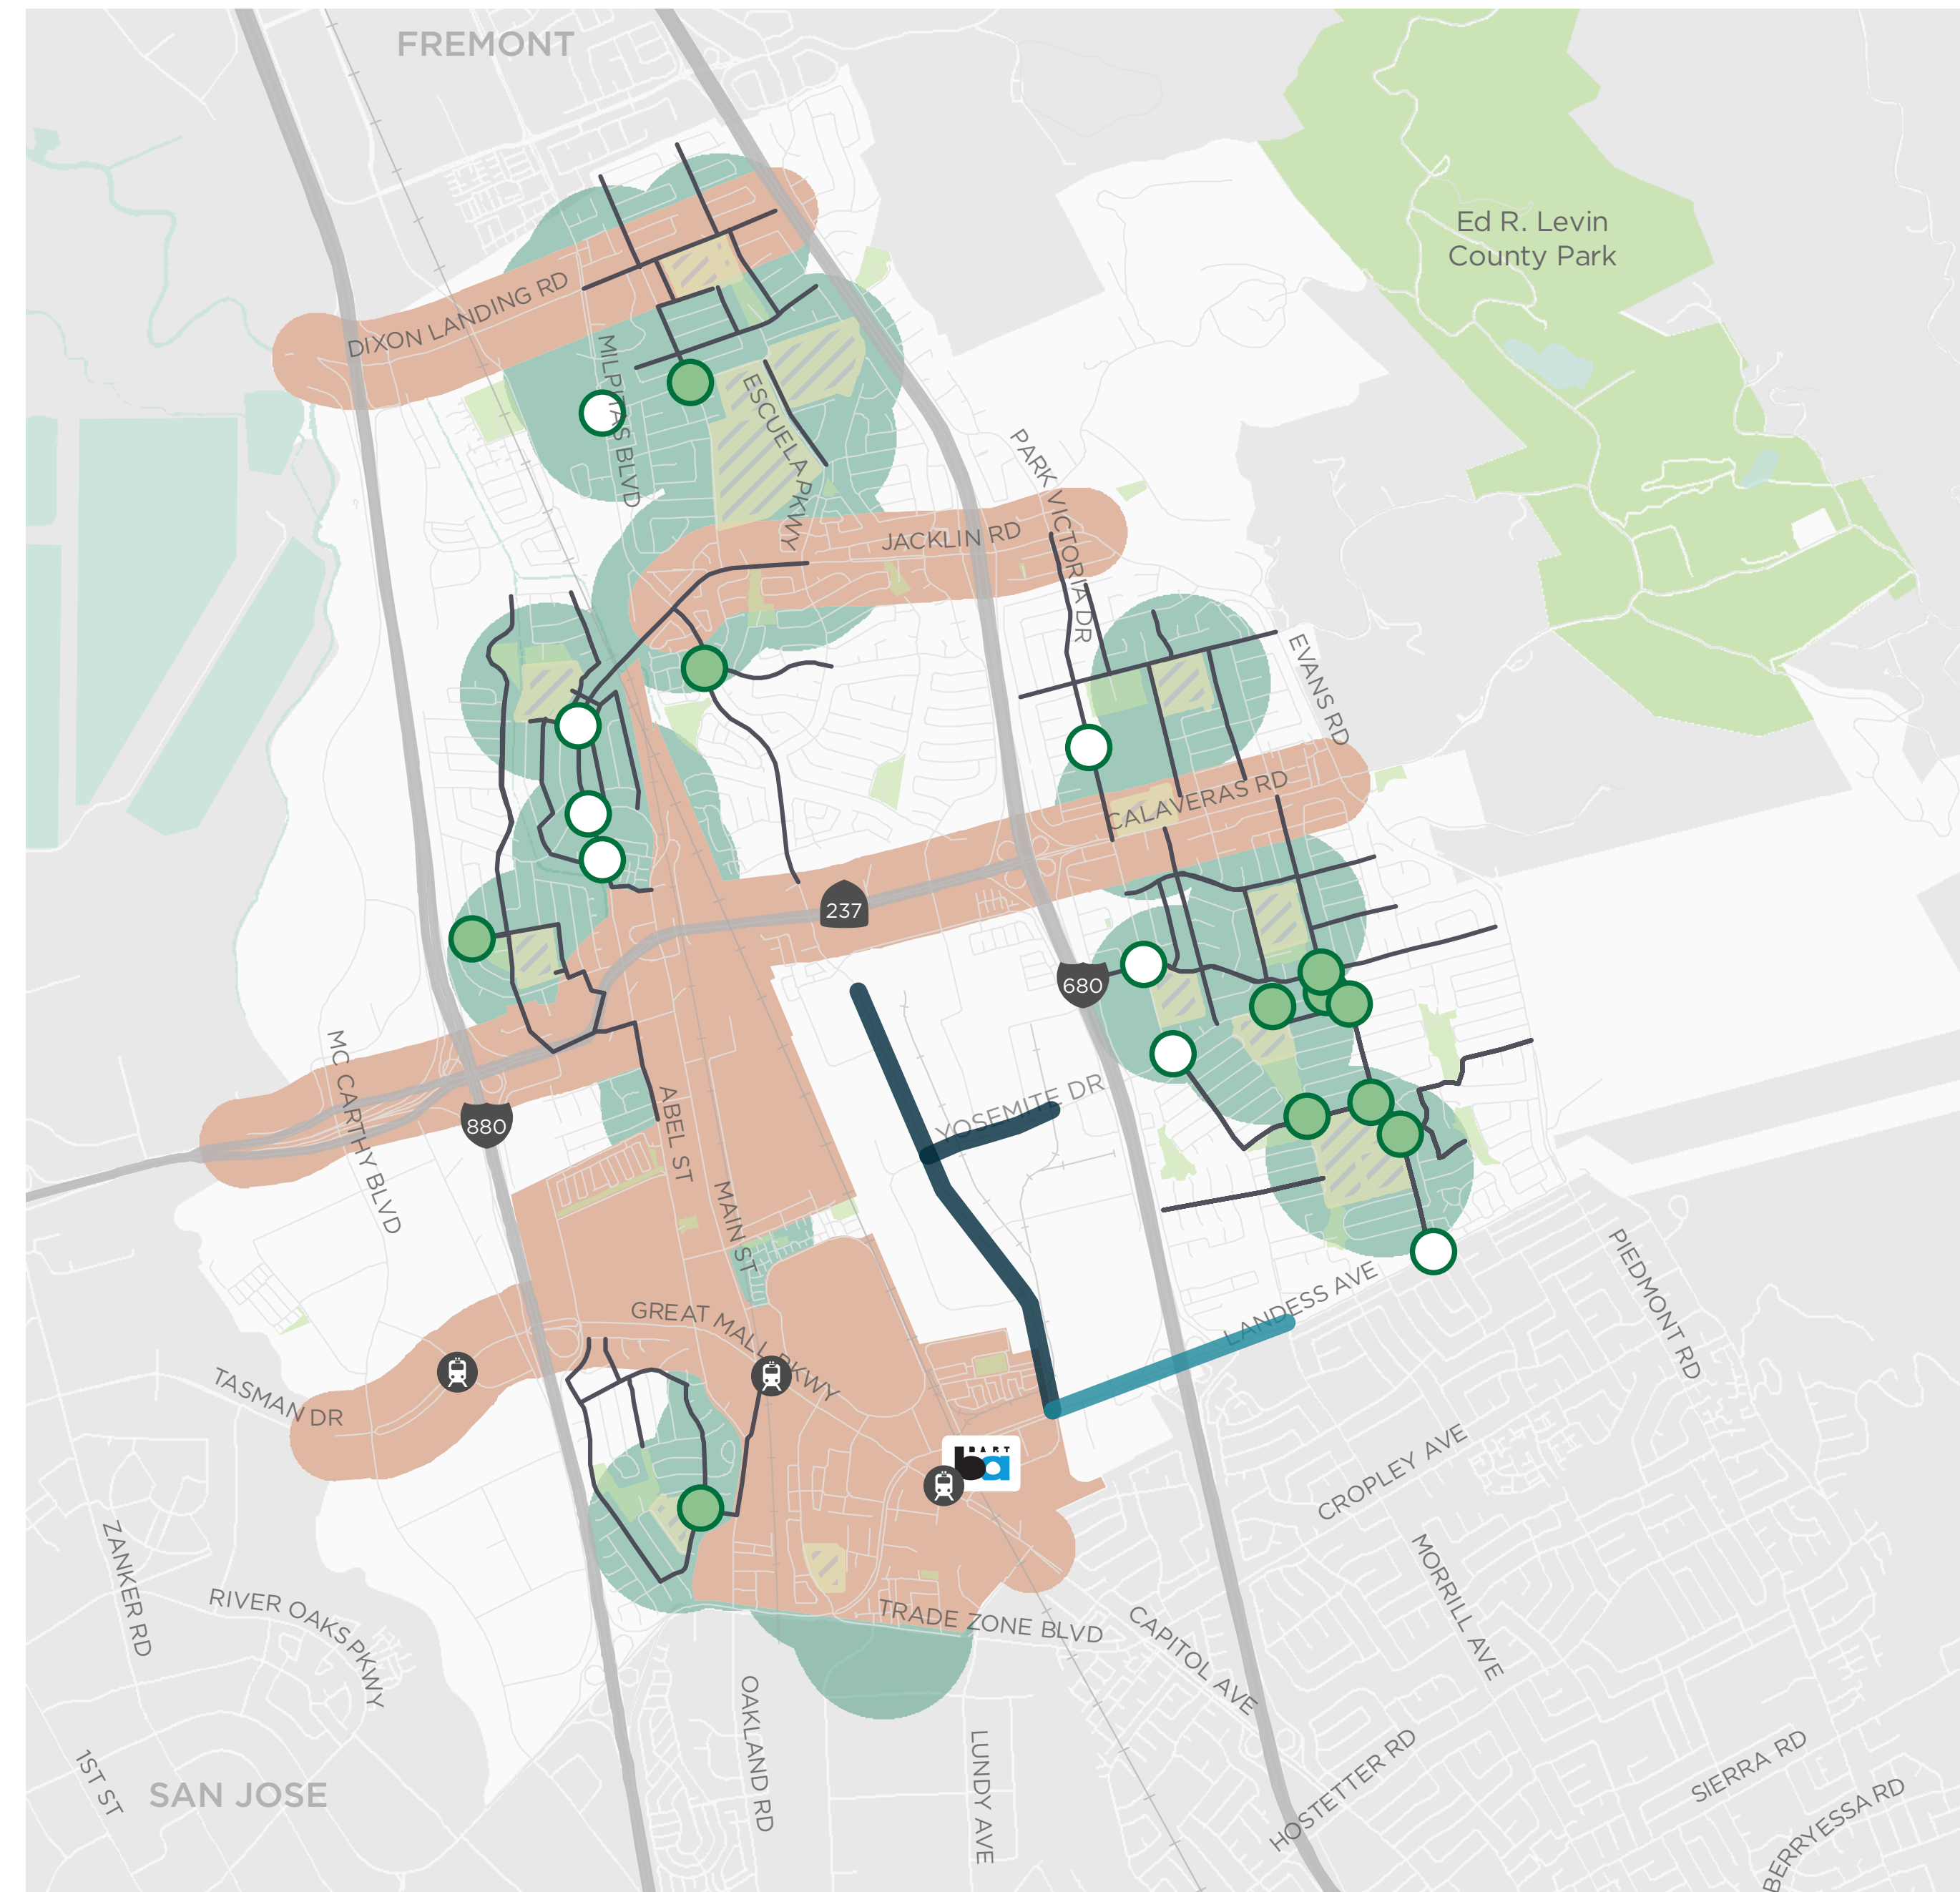 FREMONT
Ed R. Levin
County Park
DIXON LANDING RD
MILPITAS BLVD
ESCUELA PKWY
PARK VICTORIA DR
JACKLIN RD
EVANS RD
CALAVERAS RD
237
680
MC CARTHY BLVD
880
ABEL ST
YOSEMITE DR
MAIN ST
PIEDMONT RD
LANDESS AVE
GREAT MALL PKWY
TASMAN DR
BART
ba
CROPLEY AVE
ZANKER RD
MORRILL AVE
RIVER OAKS PKWY
TRADE ZONE BLVD
CAPITOL AVE
OAKLAND RD
LUNDY AVE
HOSTETTER RD
SIERRA RD
1ST ST
SAN JOSE
BERRYESSA RD